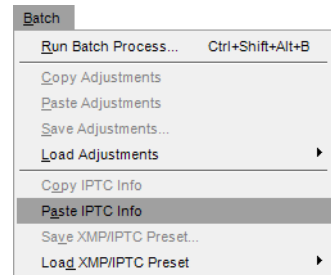 Batch
Run Batch Process... Ctrl+Shift+Alt+B
Copy Adjustments
Paste Adjustments
Save Adjustments...
Load Adjustments
Copy IPTC Info
Paste IPTC Info
Save XMP/IPTC Preset...
Load XMP/IPTC Preset